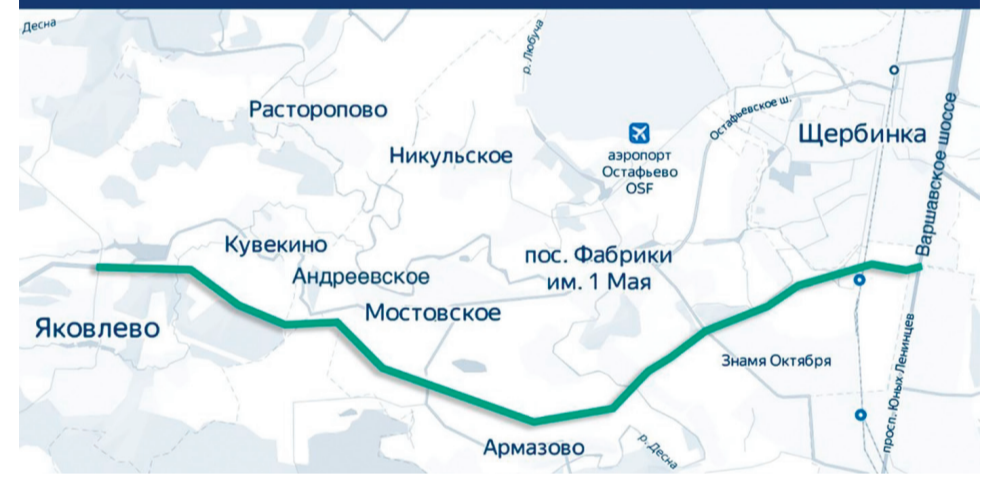 Десна
р. Любуча
Расторопово
Остафьевское ш.
Варшавское шоссе
Щербинка
Никульское
аэропорт
Остафьево
OSF
Кувекино
пос. Фабрики
им. 1 Мая
Андреевское
Мостовское
Яковлево
Знамя Октября
просп. Юных Ленинцев
Армазово
р. Десна